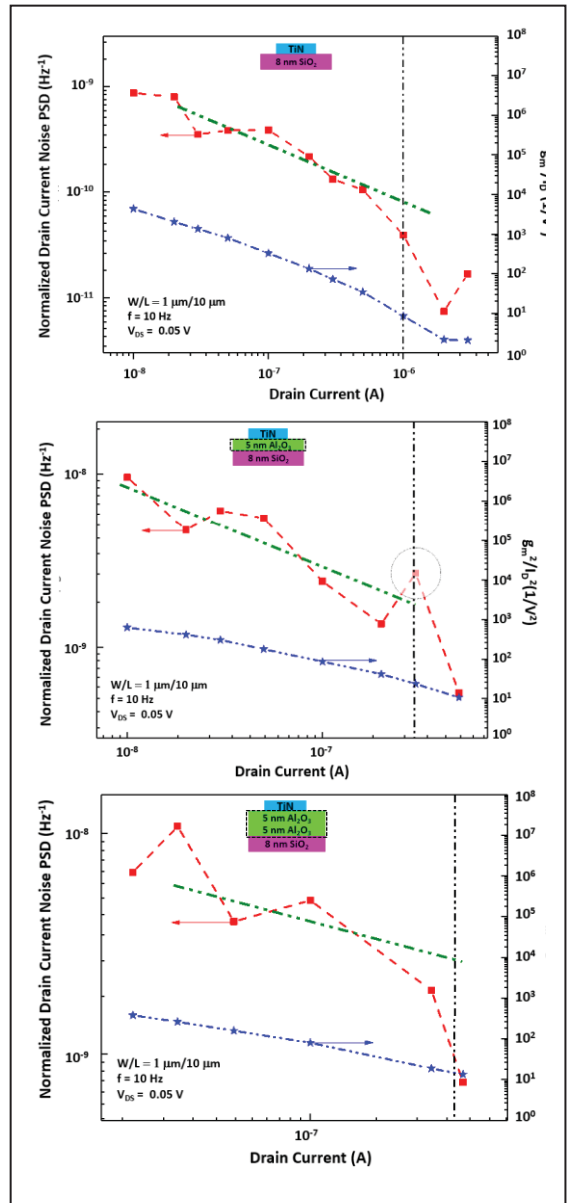 TiN
8 nm SiO₂
Normalized Drain Current Noise PSD (Hz⁻¹)
10⁻⁹
10⁻¹⁰
10⁻¹¹
10⁸
10⁷
10⁶
10⁵
10⁴
10³
10²
10¹
10⁰
W/L = 1 μm/10 μm
f = 10 Hz
V_DS = 0.05 V
10⁻⁸
10⁻⁷
10⁻⁶
Drain Current (A)
TiN
5 nm Al₂O₃
8 nm SiO₂
Normalized Drain Current Noise PSD (Hz⁻¹)
10⁻⁸
10⁻⁹
10⁸
10⁷
10⁶
10⁵
10⁴
10³
10²
10¹
10⁰
g_m²/I_D²(1/V²)
W/L = 1 μm/10 μm
f = 10 Hz
V_DS = 0.05 V
10⁻⁸
10⁻⁷
Drain Current (A)
TiN
5 nm Al₂O₃
5 nm Al₂O₃
8 nm SiO₂
Normalized Drain Current Noise PSD (Hz⁻¹)
10⁻⁸
10⁻⁹
10⁸
10⁷
10⁶
10⁵
10⁴
10³
10²
10¹
10⁰
W/L = 1 μm/10 μm
f = 10 Hz
V_DS = 0.05 V
10⁻⁷
Drain Current (A)